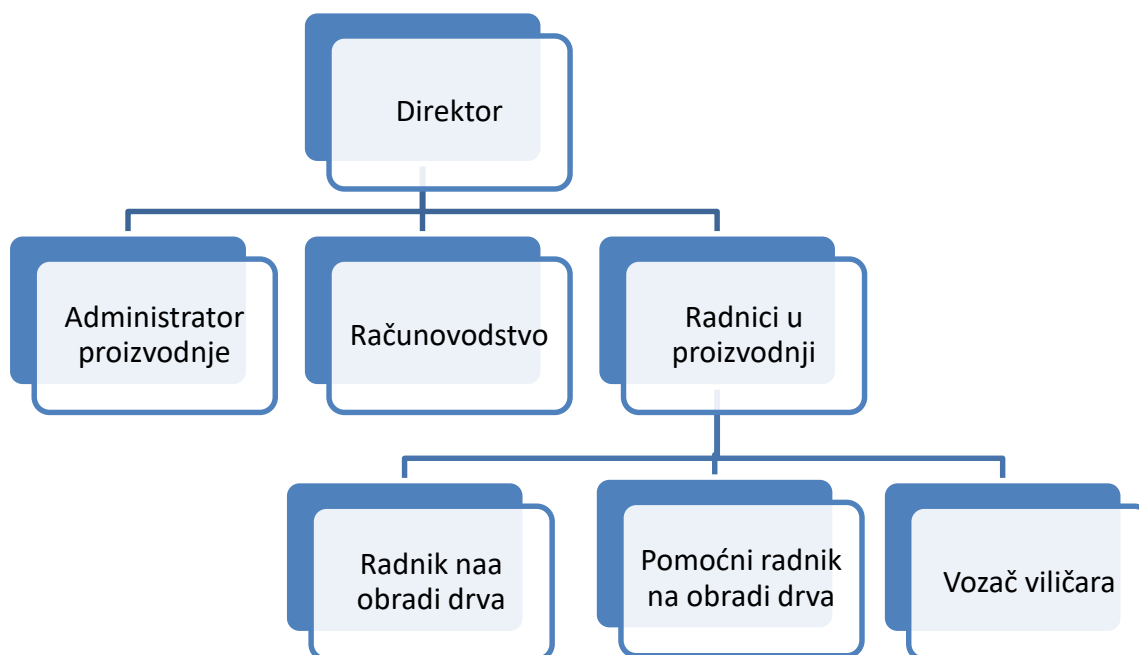 Direktor
Administrator
proizvodnje
Računovodstvo
Radnici u
proizvodnji
Radnik naa
obradi drva
Pomoćni radnik
na obradi drva
Vozač viličara